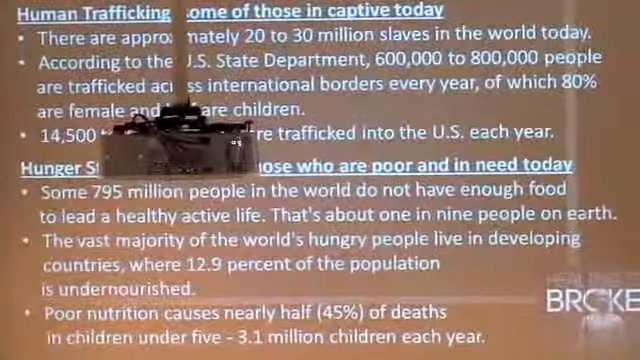 Human Trafficking ome of those in captive today
• There are appro mately 20 to 30 million slaves in the world today.
• According to the .S. State Department, 600,000 to 800,000 people
are trafficked ac ss international borders every year, of which 80%
are female and are children.
• 14,500 re trafficked into the U.S. each year.
Hunger S hose who are poor and in need today
• Some 795 million people in the world do not have enough food
to lead a healthy active life. That's about one in nine people on earth.
• The vast majority of the world's hungry people live in developing
countries, where 12.9 percent of the population
is undernourished.
• Poor nutrition causes nearly half (45%) of deaths
in children under five - 3.1 million children each year.
HEALING
BROKE